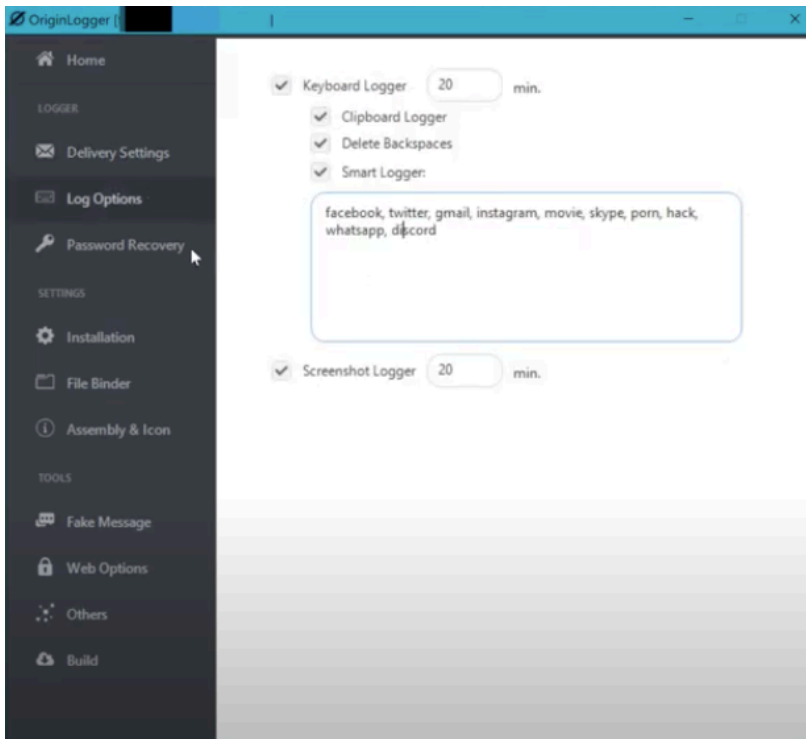 OriginLogger [
Home
LOGGER
Delivery Settings
Log Options
Password Recovery
SETTINGS
Installation
File Binder
Assembly & Icon
TOOLS
Fake Message
Web Options
Others
Build
Keyboard Logger 20 min.
Clipboard Logger
Delete Backspaces
Smart Logger:
facebook, twitter, gmail, instagram, movie, skype, porn, hack,
whatsapp, discord
Screenshot Logger 20 min.